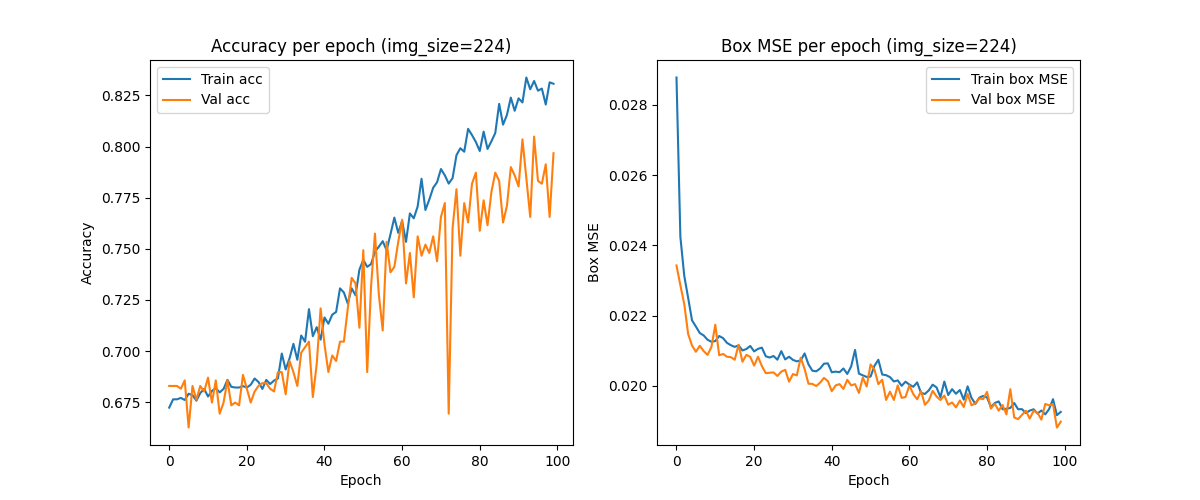 Accuracy per epoch (img_size=224)
Train acc
Val acc
0.825
0.800
0.775
0.750
0.725
0.700
0.675
Accuracy
0
20
40
60
80
100
Epoch
Box MSE per epoch (img_size=224)
Train box MSE
Val box MSE
0.028
0.026
0.024
0.022
0.020
Box MSE
0
20
40
60
80
100
Epoch